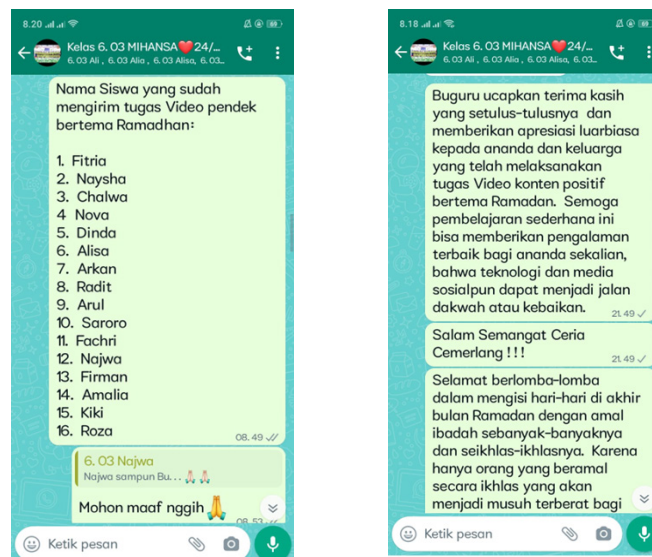 8.20
Kelas 6. 03 MIHANSA❤24/...
6. 03 Ali , 6. 03 Alia, 6. 03 Alisa, 6. 03...
Nama Siswa yang sudah
mengirim tugas Video pendek
bertema Ramadhan:
1. Fitria
2. Naysha
3. Chalwa
4 Nova
5. Dinda
6. Alisa
7. Arkan
8. Radit
9. Arul
10. Saroro
11. Fachri
12. Najwa
13. Firman
14. Amalia
15. Kiki
16. Roza
08.49
6. 03 Najwa
Najwa sampun Bu... 🙏🙏
Mohon maaf nggih 🙏
08.53
Ketik pesan
8.18
Kelas 6. 03 MIHANSA❤24/...
6. 03 Ali , 6. 03 Alia, 6. 03 Alisa, 6. 03...
Buguru ucapkan terima kasih
yang setulus-tulusnya dan
memberikan apresiasi luarbiasa
kepada ananda dan keluarga
yang telah melaksanakan
tugas Video konten positif
bertema Ramadan. Semoga
pembelajaran sederhana ini
bisa memberikan pengalaman
terbaik bagi ananda sekalian,
bahwa teknologi dan media
sosialpun dapat menjadi jalan
dakwah atau kebaikan.
21.49
Salam Semangat Ceria
Cemerlang !!!
21.49
Selamat berlomba-lomba
dalam mengisi hari-hari di akhir
bulan Ramadan dengan amal
ibadah sebanyak-banyaknya
dan seikhlas-ikhlasnya. Karena
hanya orang yang beramal
secara ikhlas yang akan
menjadi musuh terberat bagi
Ketik pesan